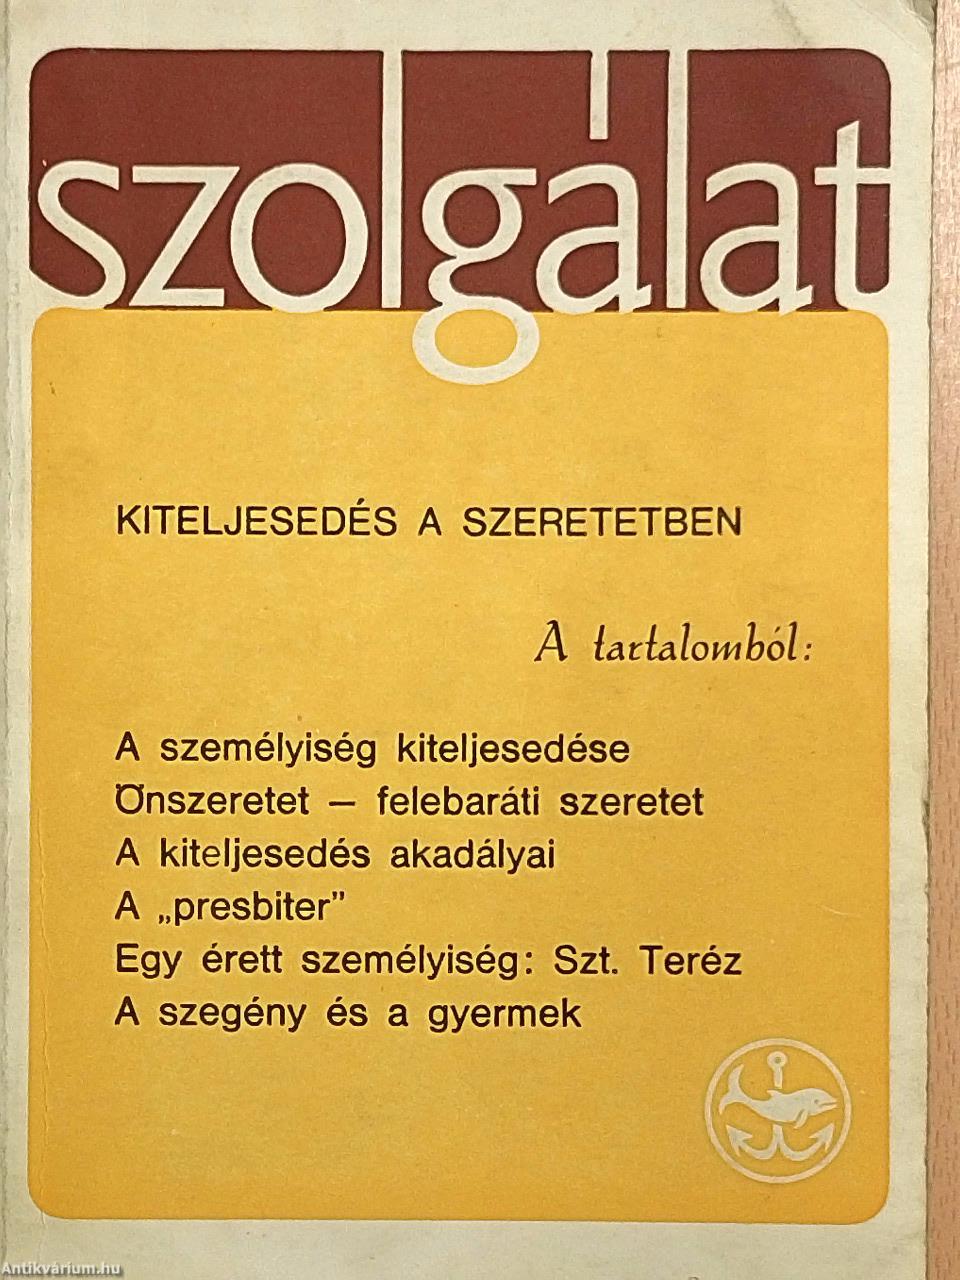 szolgálat
KITELJESEDÉS A SZERETETBEN
A tartalomból:
A személyiség kiteljesedése
Önszeretet – felebaráti szeretet
A kiteljesedés akadályai
A „presbiter”
Egy érett személyiség: Szt. Teréz
A szegény és a gyermek
Antikvárium.hu